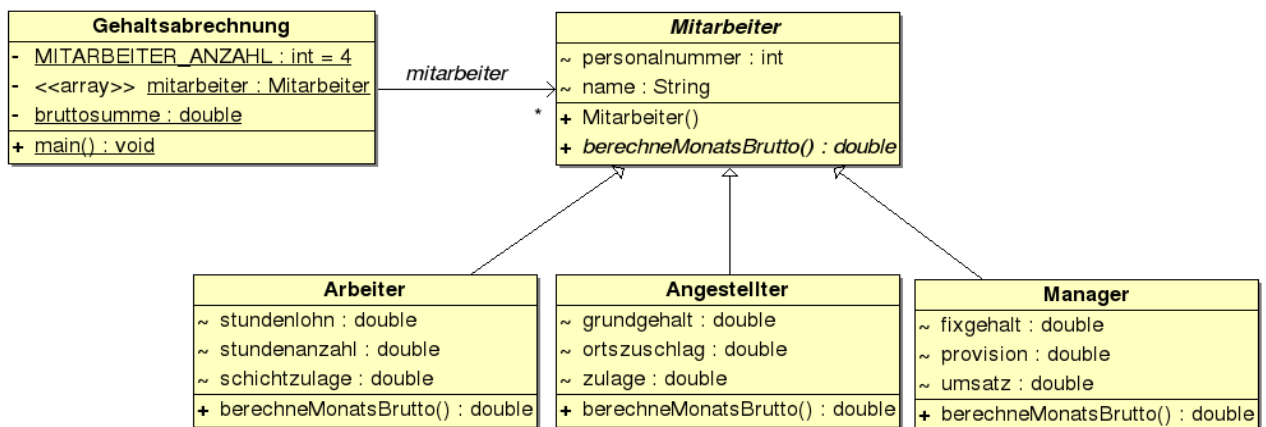 Gehaltsabrechnung
- MITARBEITER_ANZAHL : int = 4
- <<array>> mitarbeiter : Mitarbeiter
- bruttosumme : double
+ main() : void
mitarbeiter
*
Mitarbeiter
~ personalnummer : int
~ name : String
+ Mitarbeiter()
+ berechneMonatsBrutto() : double
Arbeiter
~ stundenlohn : double
~ stundenanzahl : double
~ schichtzulage : double
+ berechneMonatsBrutto() : double
Angestellter
~ grundgehalt : double
~ ortszuschlag : double
~ zulage : double
+ berechneMonatsBrutto() : double
Manager
~ fixgehalt : double
~ provision : double
~ umsatz : double
+ berechneMonatsBrutto() : double